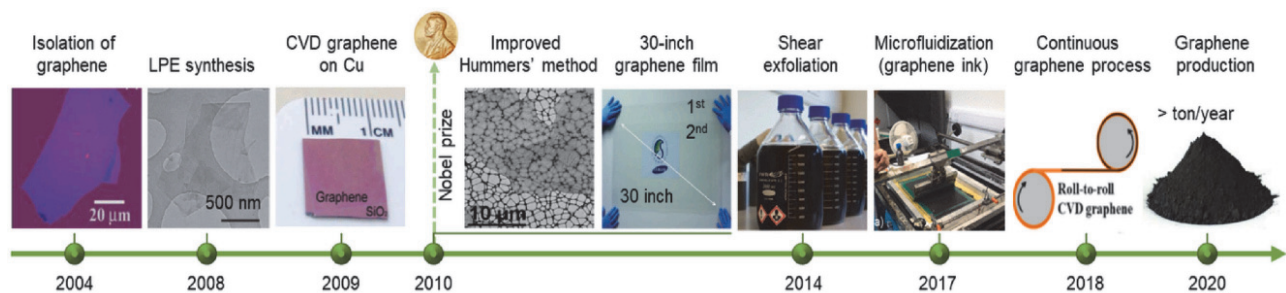 Isolation of
graphene
LPE synthesis
CVD graphene
on Cu
Improved
Hummers' method
30-inch
graphene film
Shear
exfoliation
Microfluidization
(graphene ink)
Continuous
graphene process
Graphene
production
20 μm
500 nm
MM 1 CM
Graphene
SiO₂
Nobel prize
10 μm
1st
2nd
30 inch
Roll-to-roll
CVD graphene
> ton/year
2004
2008
2009
2010
2014
2017
2018
2020